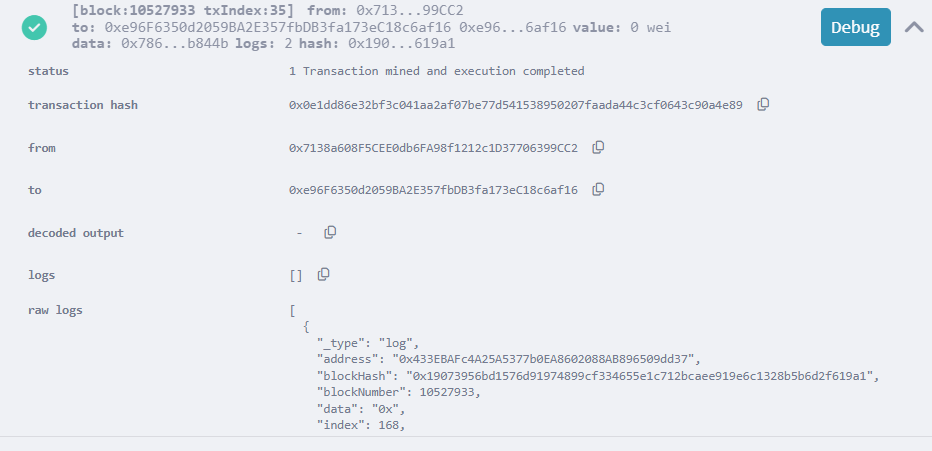 [block:10527933 txIndex:35] from: 0x713...99CC2
to: 0xe96F6350d2059BA2E357fbDB3fa173eC18c6af16 0xe96...6af16 value: 0 wei
data: 0x786...b844b logs: 2 hash: 0x190...619a1
Debug
status 1 Transaction mined and execution completed
transaction hash 0x0e1dd86e32bf3c041aa2af07be77d541538950207faada44c3cf0643c90a4e89
from 0x7138a608F5CEE0db6FA98f1212c1D37706399CC2
to 0xe96F6350d2059BA2E357fbDB3fa173eC18c6af16
decoded output -
logs []
raw logs [
{
"_type": "log",
"address": "0x433EBAFc4A25A5377b0EA8602088AB896509dd37",
"blockHash": "0x19073956bd1576d91974899cf334655e1c712bcaee919e6c1328b5b6d2f619a1",
"blockNumber": 10527933,
"data": "0x",
"index": 168,